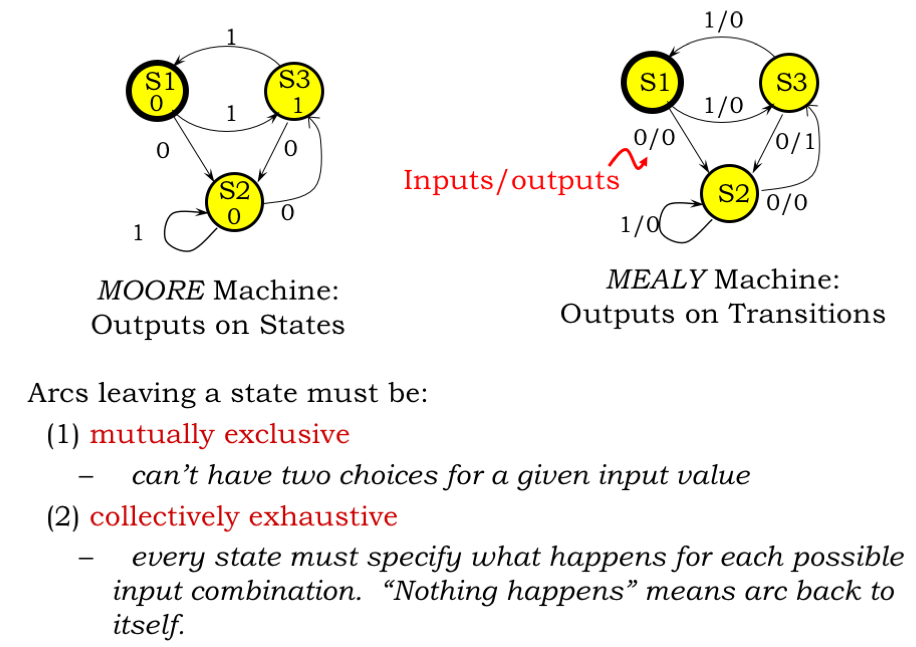 1
S1
0
S3
1
1
0
0
S2
0
0
1
MOORE Machine:
Outputs on States
1/0
S1
S3
1/0
0/0
0/1
Inputs/outputs
S2
0/0
1/0
MEALY Machine:
Outputs on Transitions
Arcs leaving a state must be:
(1) mutually exclusive
– can't have two choices for a given input value
(2) collectively exhaustive
– every state must specify what happens for each possible
input combination. “Nothing happens” means arc back to
itself.